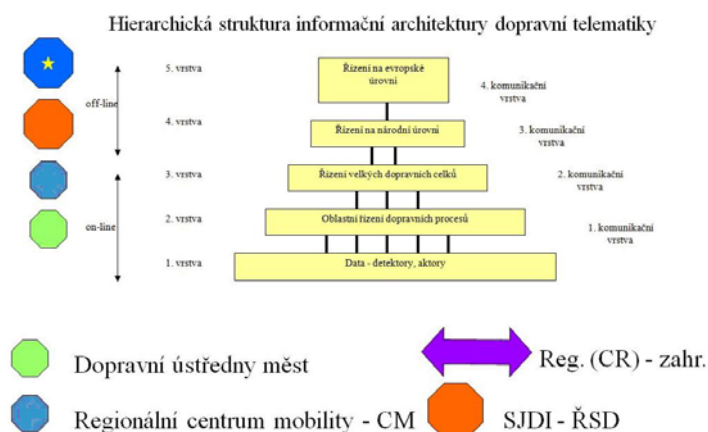 Hierarchická struktura informační architektury dopravní telematiky
5. vrstva
Řízení na evropské
úrovni
4. komunikační
vrstva
off-line
4. vrstva
Řízení na národní úrovni
3. komunikační
vrstva
3. vrstva
Řízení velkých dopravních celků
2. komunikační
vrstva
on-line
2. vrstva
Oblastní řízení dopravních procesů
1. komunikační
vrstva
1. vrstva
Data - detektory, aktory
Dopravní ústředny měst
Reg. (CR) - zahr.
Regionální centrum mobility - CM
SJDI - ŘSD